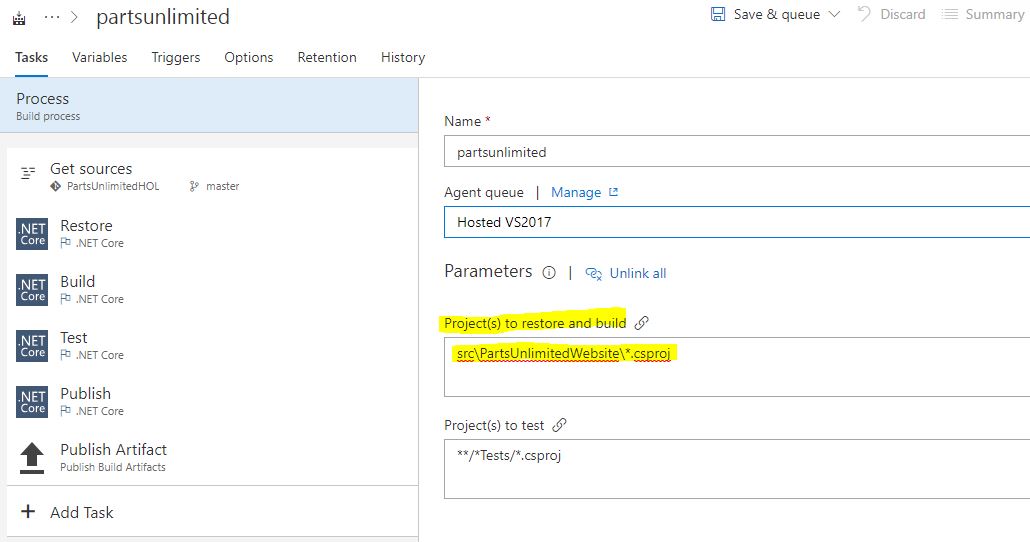 ··· > partsunlimited
Save & queue Discard Summary
Tasks Variables Triggers Options Retention History
Process
Build process
Get sources
PartsUnlimitedHOL master
.NET Core Restore
.NET Core
.NET Core Build
.NET Core
.NET Core Test
.NET Core
.NET Core Publish
.NET Core
Publish Artifact
Publish Build Artifacts
+ Add Task
Name *
partsunlimited
Agent queue | Manage
Hosted VS2017
Parameters | Unlink all
Project(s) to restore and build
src\PartsUnlimitedWebsite\*.csproj
Project(s) to test
**/*Tests/*.csproj